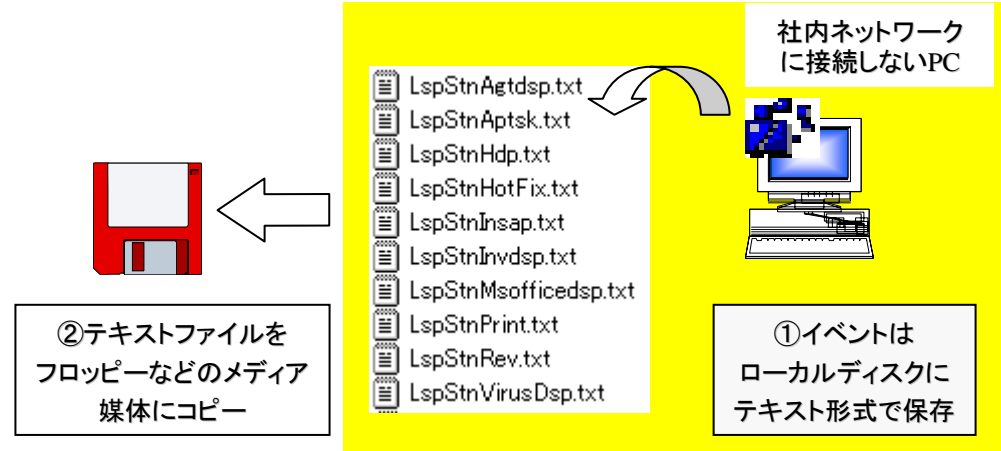 社内ネットワーク
に接続しないPC
LspStnAgtdsp.txt
LspStnAptsk.txt
LspStnHdp.txt
LspStnHotFix.txt
LspStnInsap.txt
LspStnInvdsp.txt
LspStnMsofficedsp.txt
LspStnPrint.txt
LspStnRev.txt
LspStnVirusDsp.txt
①イベントは
ローカルディスクに
テキスト形式で保存
②テキストファイルを
フロッピーなどのメディア
媒体にコピー